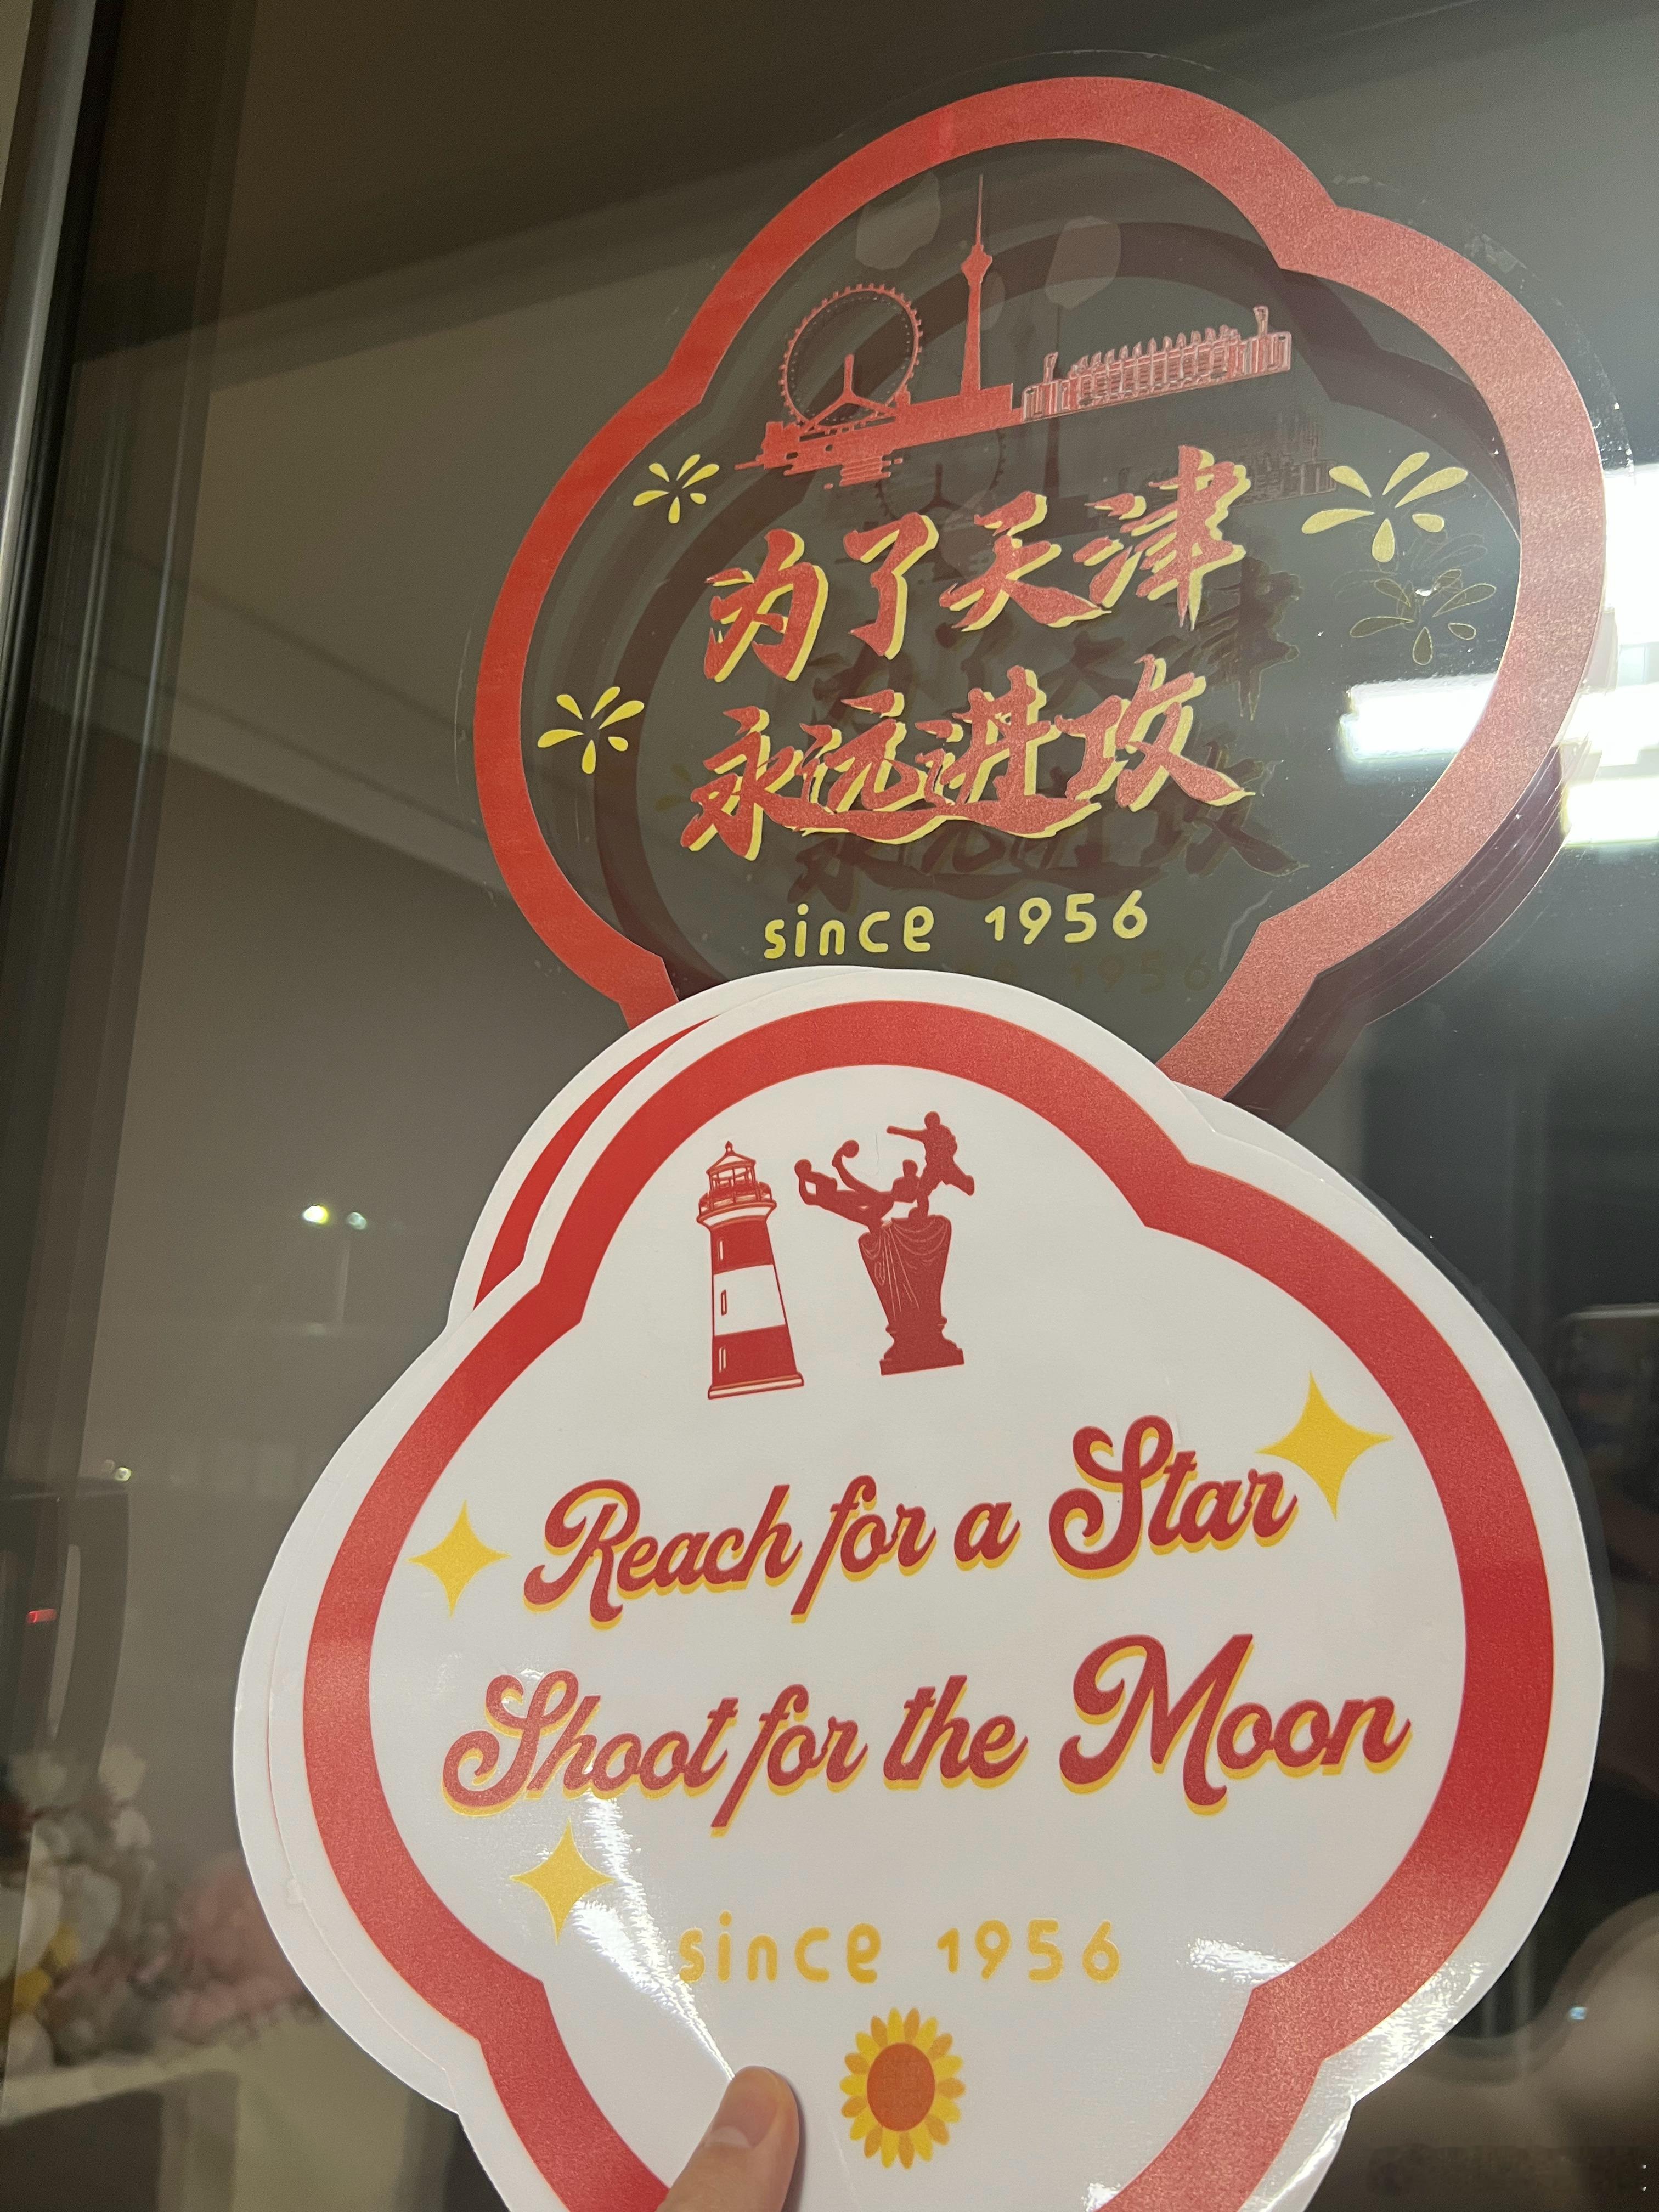 为了天津
永远进攻
since 1956
Reach for a Star
Shoot for the Moon
since 1956